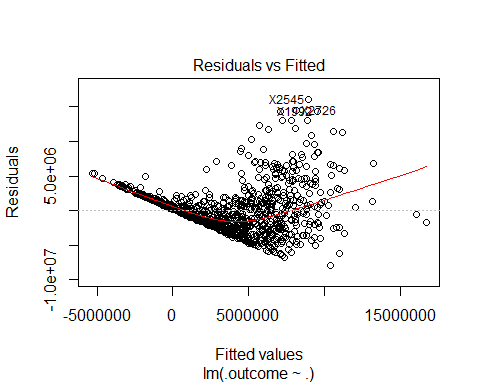 Residuals vs Fitted
X2545
Residuals
5.0e+06
-1.0e+07
-5000000 0 5000000 15000000
Fitted values
lm(.outcome ~ .)